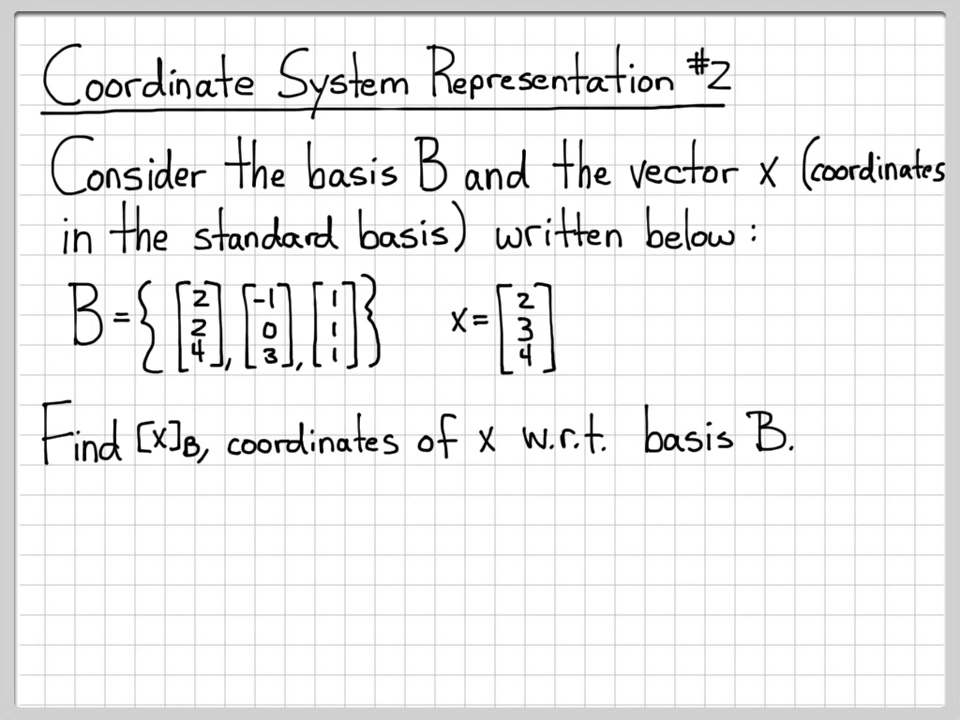 Coordinate System Representation #2
Consider the basis B and the vector x (coordinates
in the standard basis) written below:
B = { [2 2 4], [-1 0 3], [1 1 1] } x = [2 3 4]
Find [x]B, coordinates of x w.r.t. basis B.